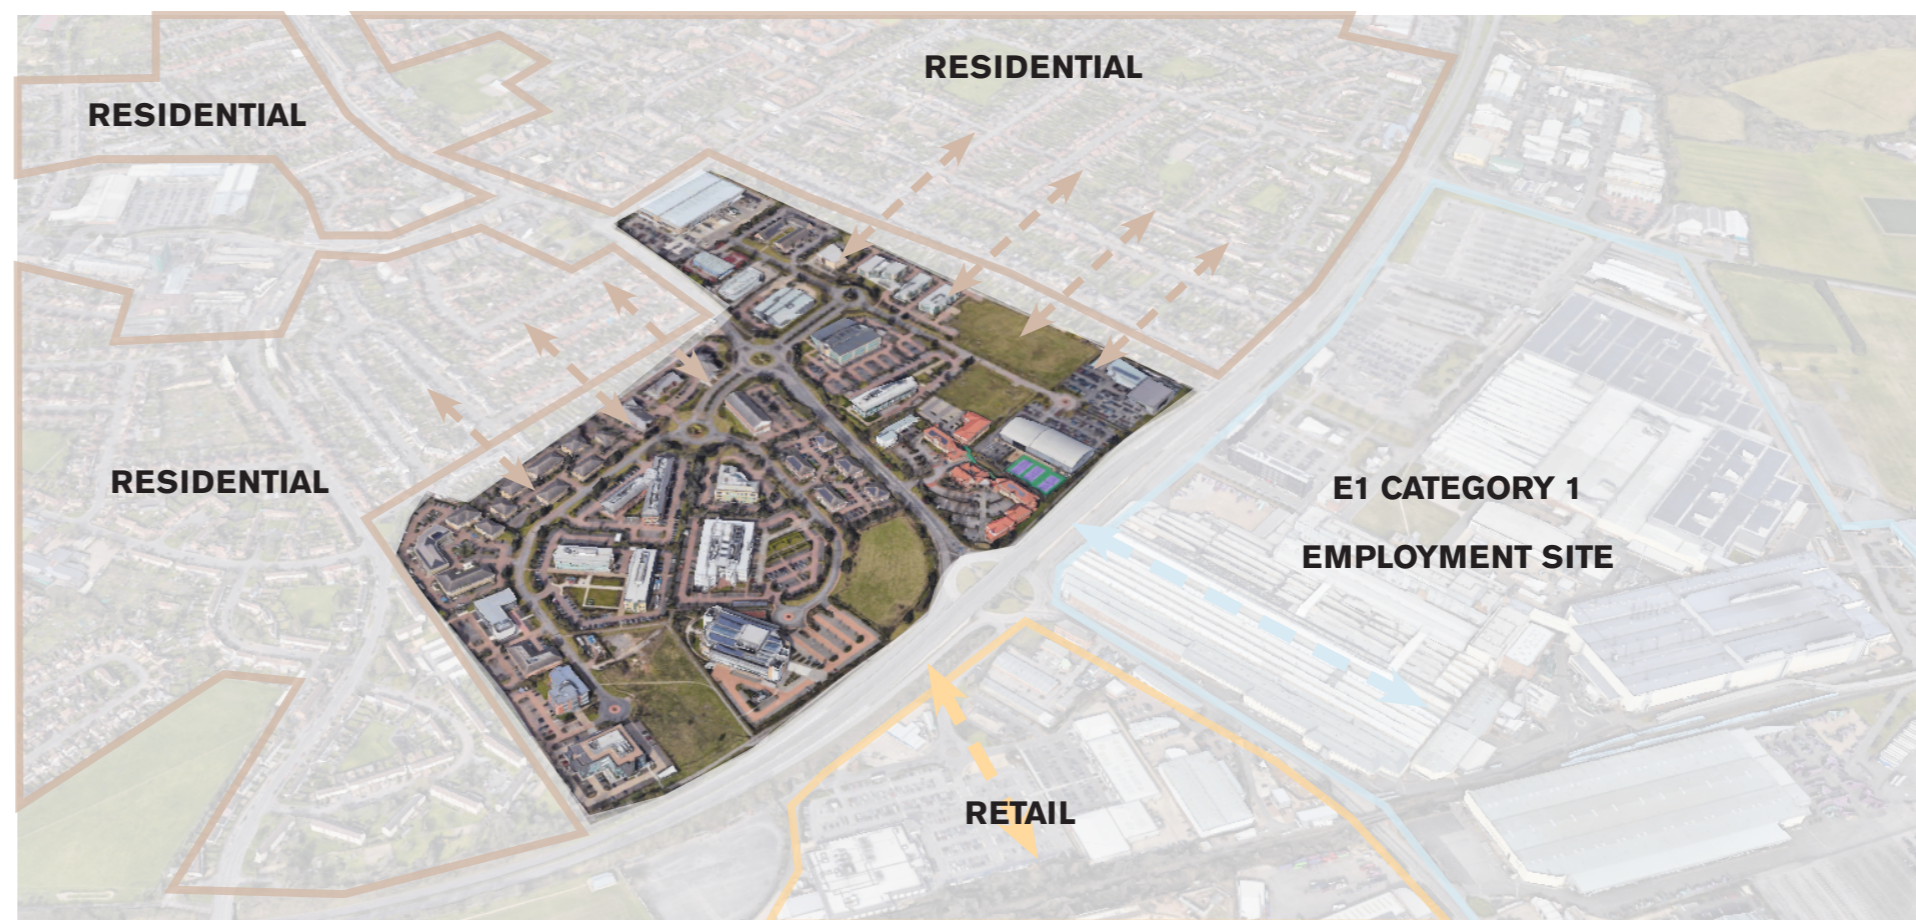 RESIDENTIAL
RESIDENTIAL
RESIDENTIAL
E1 CATEGORY 1
EMPLOYMENT SITE
RETAIL